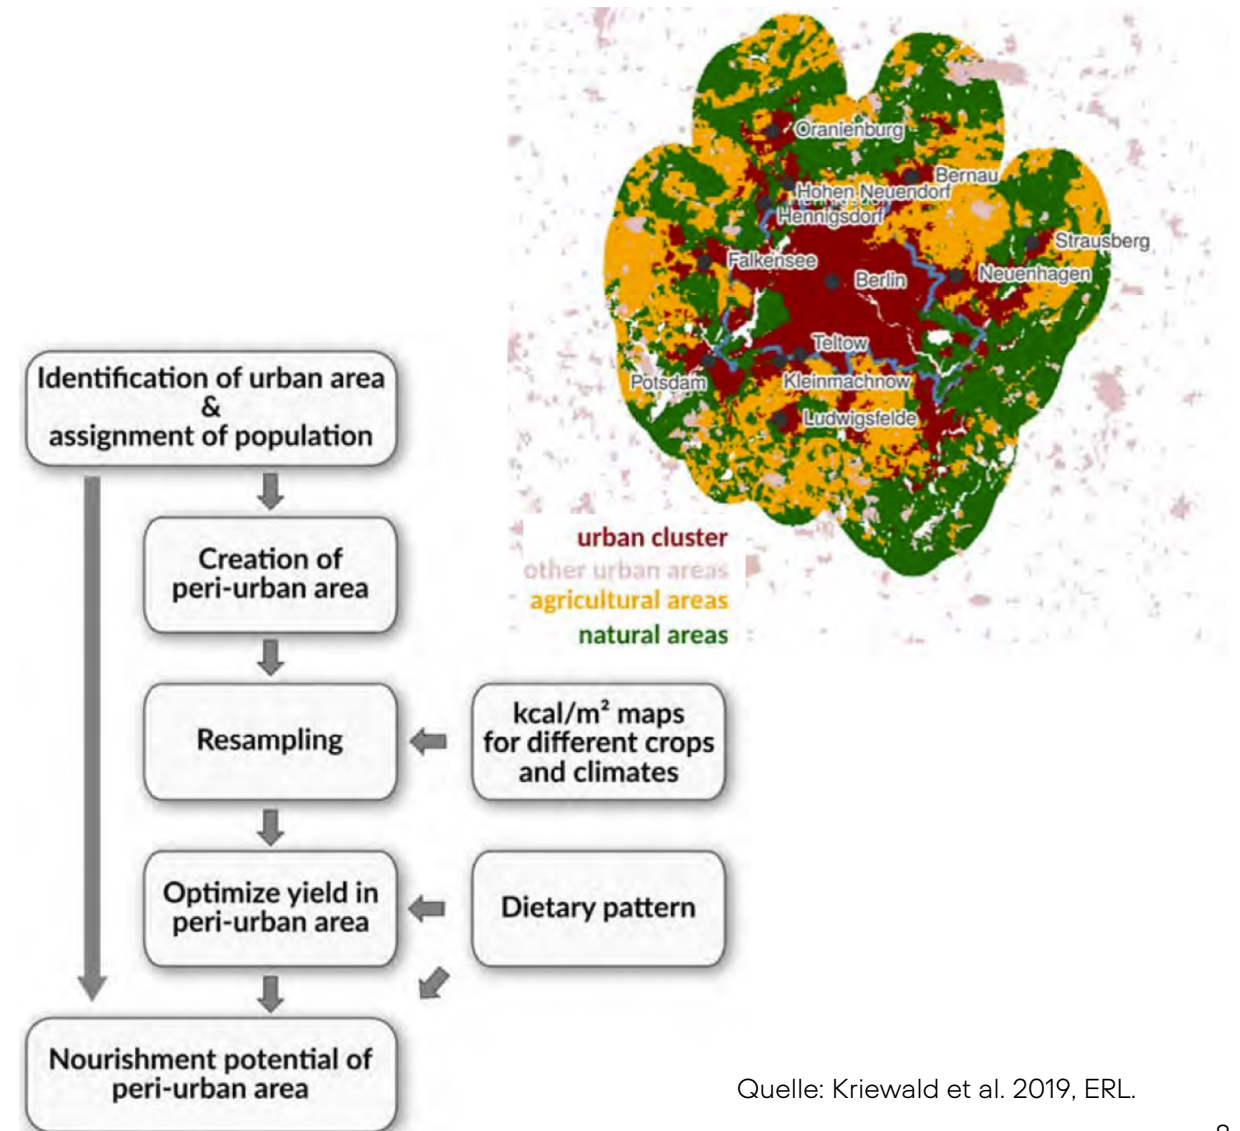 Oranienburg
Bernau
Hohen Neuendorf
Hennigsdorf
Strausberg
Falkensee
Neuenhagen
Berlin
Teltow
Potsdam
Kleinmachnow
Ludwigsfelde
urban cluster
other urban areas
agricultural areas
natural areas
Identification of urban area
&
assignment of population
Creation of
peri-urban area
Resampling
kcal/m² maps
for different crops
and climates
Optimize yield in
peri-urban area
Dietary pattern
Nourishment potential of
peri-urban area
Quelle: Kriewald et al. 2019, ERL.